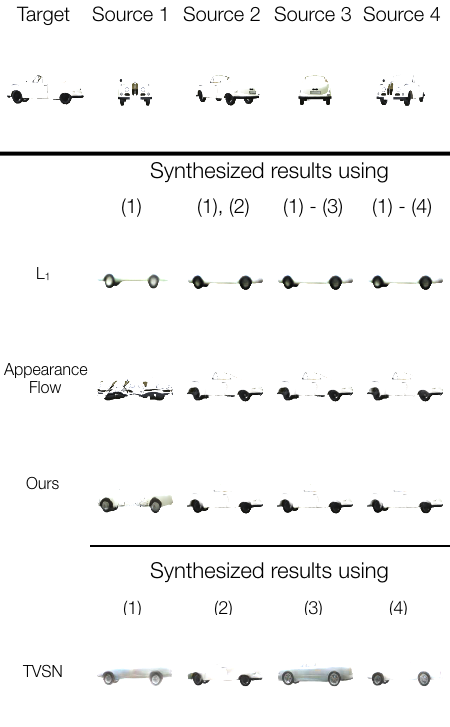 Target Source 1 Source 2 Source 3 Source 4
Synthesized results using
(1) (1), (2) (1) - (3) (1) - (4)
L1
Appearance
Flow
Ours
Synthesized results using
(1) (2) (3) (4)
TVSN